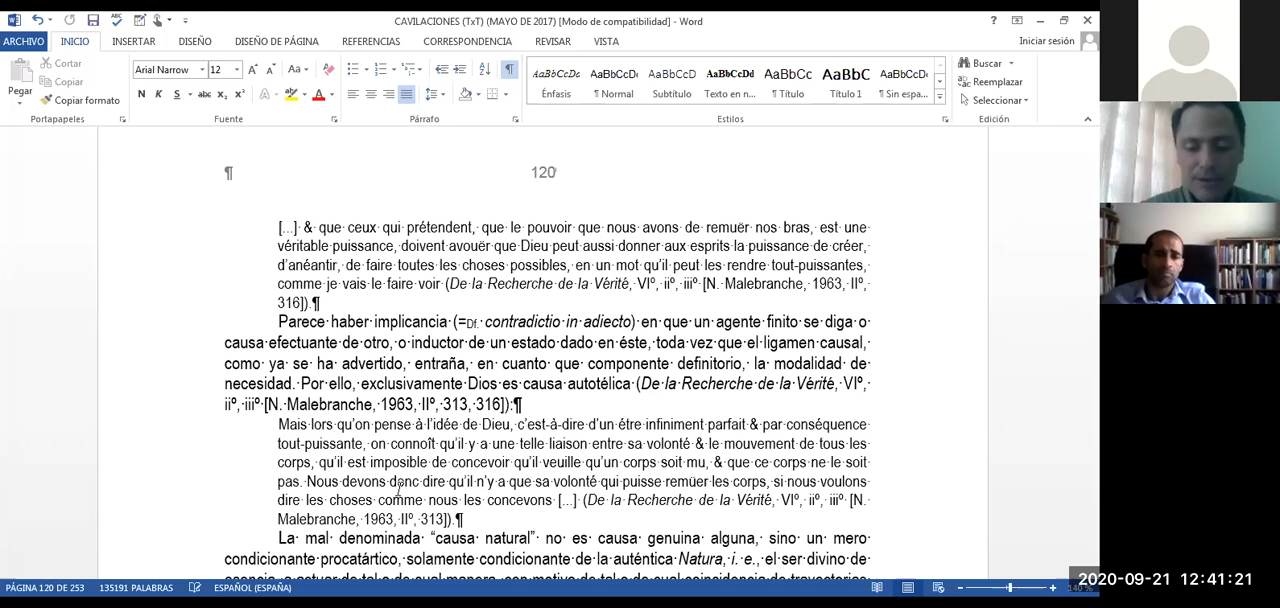 CAVILACIONES (TxT) (MAYO DE 2017) [Modo de compatibilidad] - Word
ARCHIVO INICIO INSERTAR DISEÑO DISEÑO DE PÁGINA REFERENCIAS CORRESPONDENCIA REVISAR VISTA Iniciar sesión
Pegar
Cortar
Copiar
Copiar formato
Portapapeles
Arial Narrow 12
N K S abc x₂ x²
Fuente
Párrafo
AaBbCcDc AaBbCcDc AaBbCcDc AaBbCcDc AaBbCc AaBbC AaBbCcDc
Énfasis ¶ Normal Subtítulo Texto en n... ¶ Título Título 1 ¶ Sin espa...
Estilos
Buscar
Reemplazar
Seleccionar
Edición
¶ 120
[...] & que ceux qui prétendent, que le pouvoir que nous avons de remuër nos bras, est une
véritable puissance, doivent avouër que Dieu peut aussi donner aux esprits la puissance de créer,
d'anéantir, de faire toutes les choses possibles, en un mot qu'il peut les rendre tout-puissantes,
comme je vais le faire voir (De la Recherche de la Vérité, VIº, iiº, iiiº [N. Malebranche, 1963, IIº,
316]).¶
Parece haber implicancia (=Df. contradictio in adiecto) en que un agente finito se diga o
causa efectuante de otro, o inductor de un estado dado en éste, toda vez que el ligamen causal,
como ya se ha advertido, entraña, en cuanto que componente definitorio, la modalidad de
necesidad. Por ello, exclusivamente Dios es causa autotélica (De la Recherche de la Vérité, VIº,
iiº, iiiº [N. Malebranche, 1963, IIº, 313, 316]):¶
Mais lors qu'on pense à l'idée de Dieu, c'est-à-dire d'un être infiniment parfait & par conséquence
tout-puissante, on connoît qu'il y a une telle liaison entre sa volonté & le mouvement de tous les
corps, qu'il est imposible de concevoir qu'il veuille qu'un corps soit mu, & que ce corps ne le soit
pas. Nous devons donc dire qu'il n'y a que sa volonté qui puisse remüer les corps, si nous voulons
dire les choses comme nous les concevons [...] (De la Recherche de la Vérité, VIº, iiº, iiiº [N.
Malebranche, 1963, IIº, 313]).¶
La mal denominada “causa natural” no es causa genuina alguna, sino un mero
condicionante procatártico, solamente condicionante de la auténtica Natura, i. e., el ser divino de
PÁGINA 120 DE 253 135191 PALABRAS ESPAÑOL (ESPAÑA) 140 %
2020-09-21 12:41:21